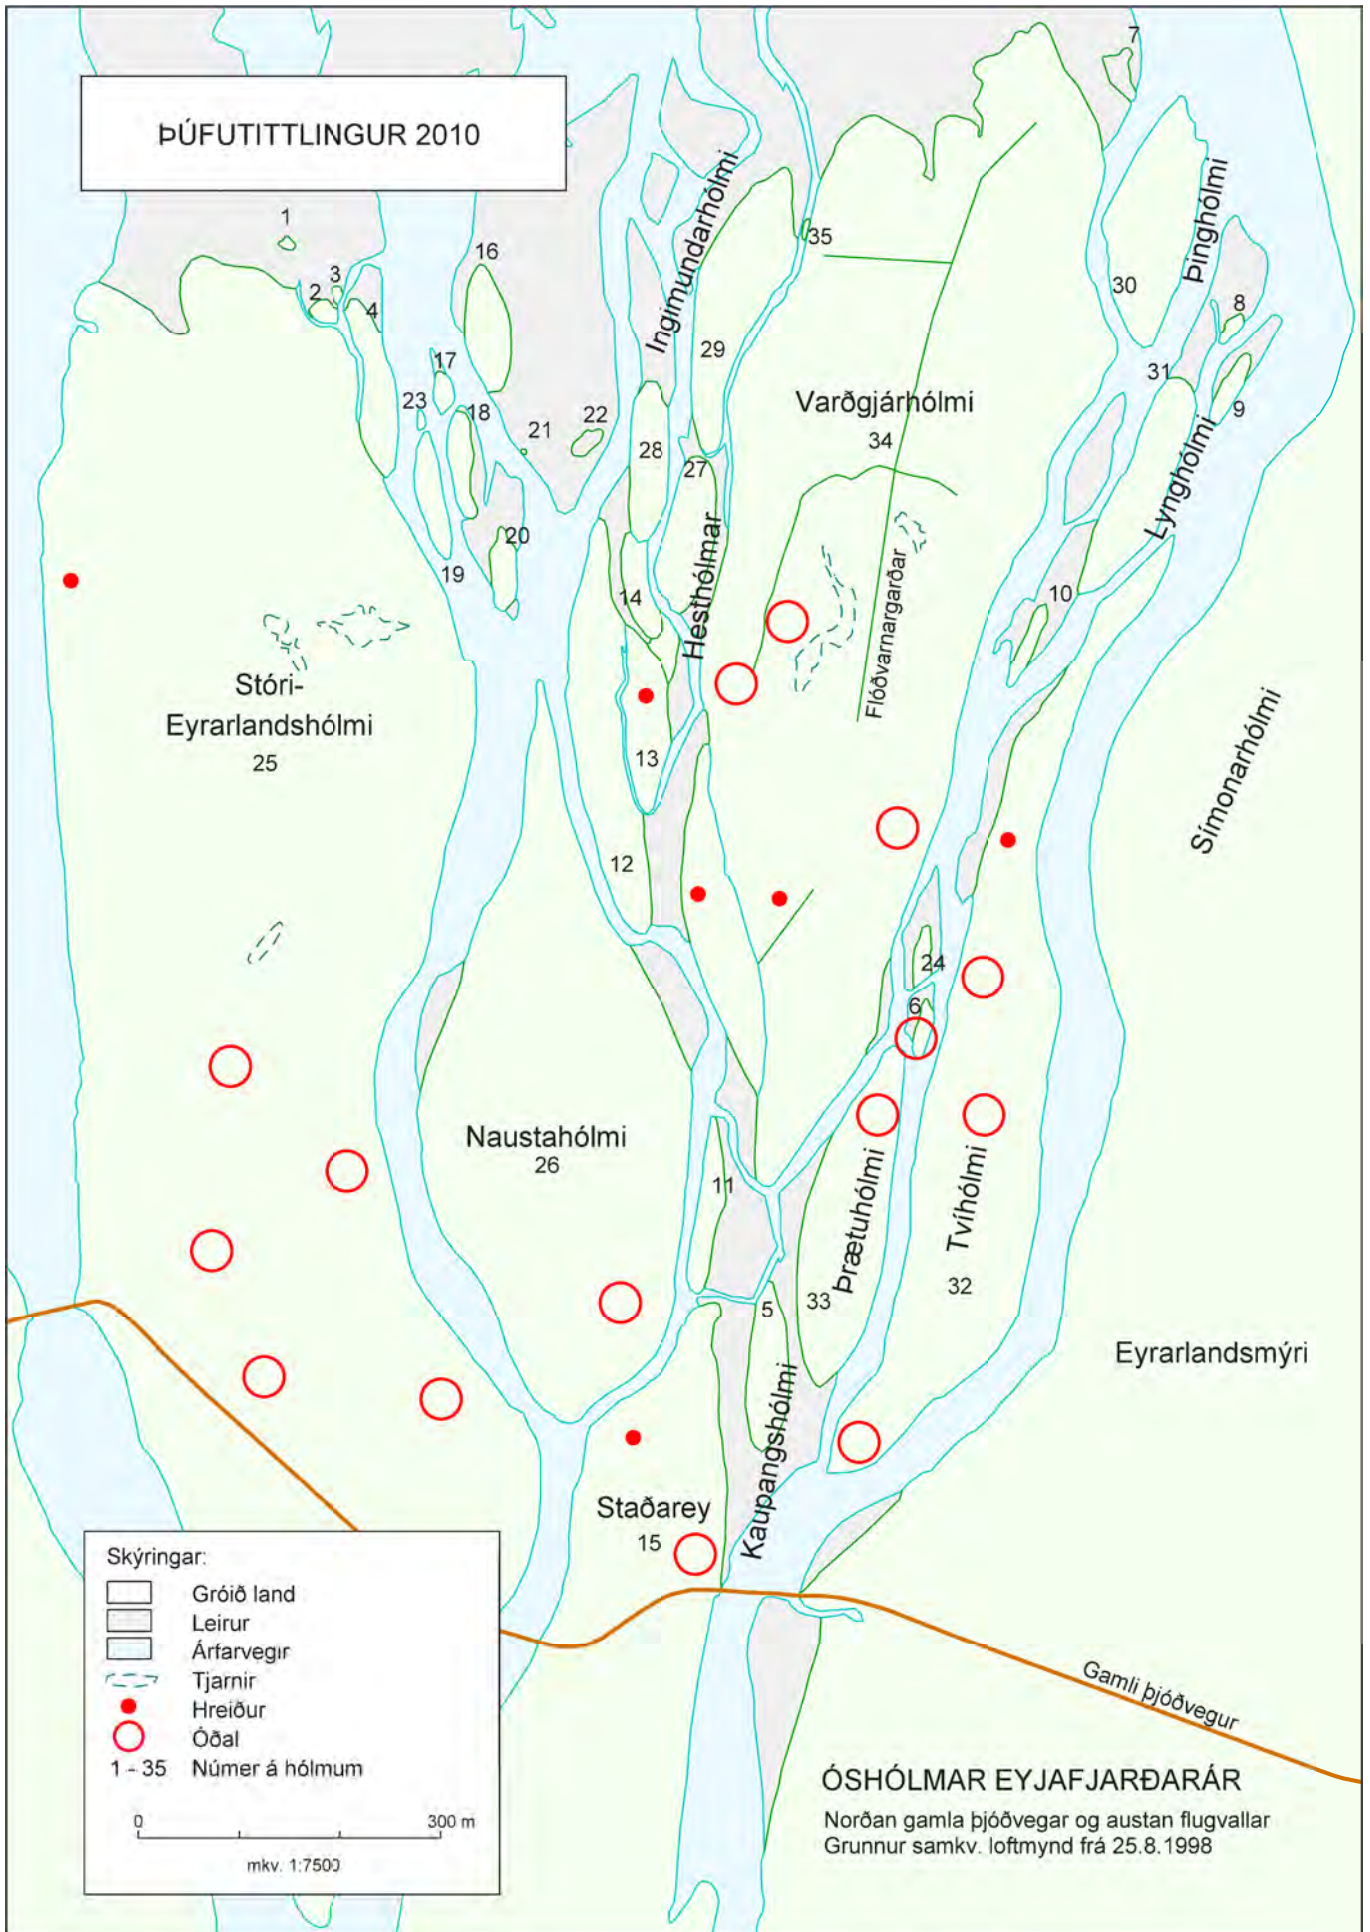 ÞÚFUTITTLINGUR 2010
7
1
16
3
2
4
35
Ingimundarhólmi
Þinghólmi
30
8
17
29
31
23
18
Varðgjárhólmi
9
21
22
34
28
27
Lynghólmi
20
19
14
10
Hesthólmar
Flóðvarnargarðar
Stóri-
Eyrarlandshólmi
25
13
Símonarhólmi
12
24
6
Naustahólmi
26
11
Þrætuhólmi
Tvíhólmi
5
33
32
Eyrarlandsmýri
Kaupangshólmi
Staðarey
15
Skýringar:
Gróið land
Leirur
Árfarvegir
Tjarnir
Hreiður
Óðal
1 - 35 Númer á hólmum
0 300 m
mkv. 1:7500
Gamli þjóðvegur
ÓSHÓLMAR EYJAFJARÐARÁR
Norðan gamla þjóðvegar og austan flugvallar
Grunnur samkv. loftmynd frá 25.8.1998